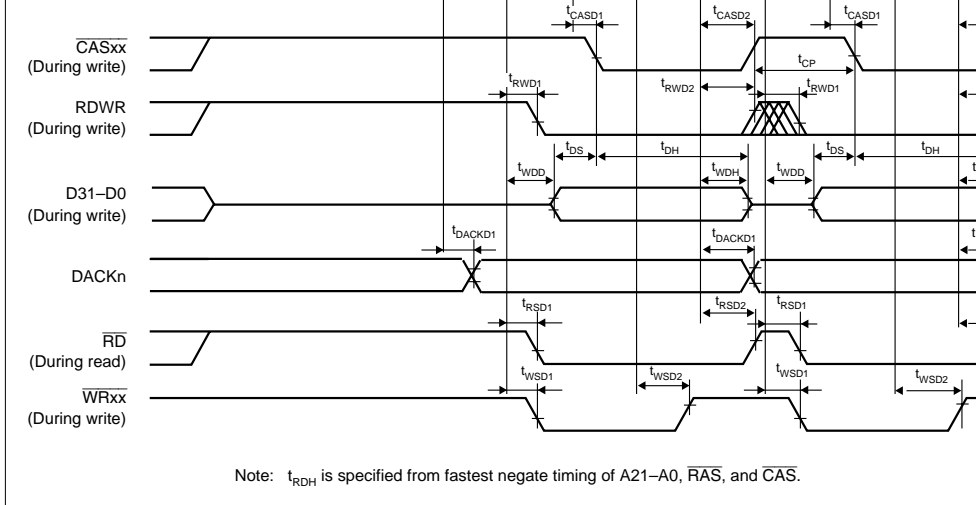 tCASD1 tCASD2 tCASD1
CASxx
(During write)
tCP
tRWD1 tRWD2 tRWD1
RDWR
(During write)
tDS tDH tDS tDH
tWDD tWDH tWDD t
D31–D0
(During write)
tDACKD1 tDACKD1 t
DACKn
tRSD1 tRSD2 tRSD1
RD
(During read)
tWSD1 tWSD2 tWSD1 tWSD2
WRxx
(During write)
Note: tRDH is specified from fastest negate timing of A21–A0, RAS, and CAS.